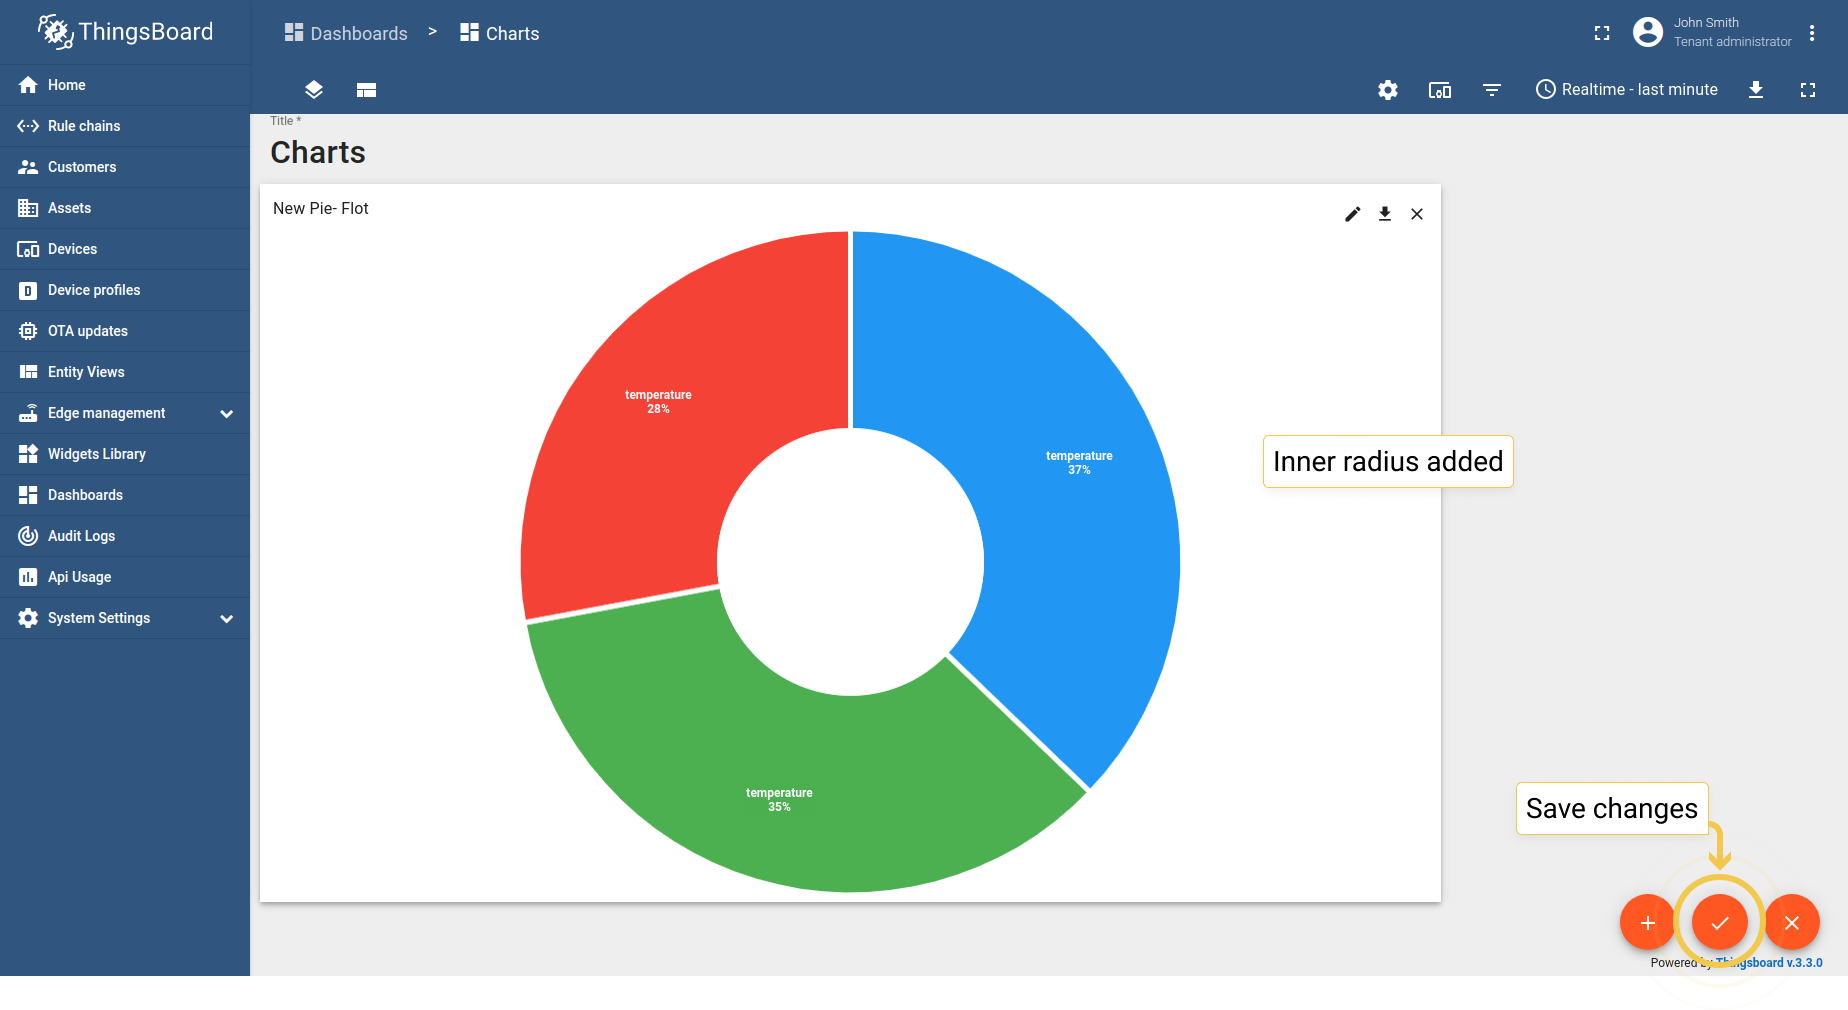 ThingsBoard
Dashboards > Charts
John Smith
Tenant administrator
Home
Rule chains
Customers
Assets
Devices
Device profiles
OTA updates
Entity Views
Edge management
Widgets Library
Dashboards
Audit Logs
Api Usage
System Settings
Realtime - last minute
Title *
Charts
New Pie- Flot
temperature
28%
temperature
37%
temperature
35%
Inner radius added
Save changes
Powered by Thingsboard v.3.3.0